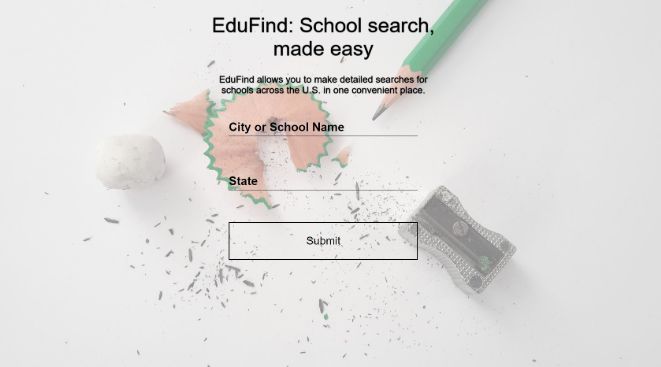 EduFind: School search,
made easy
EduFind allows you to make detailed searches for
schools across the U.S. in one convenient place.
City or School Name
State
Submit